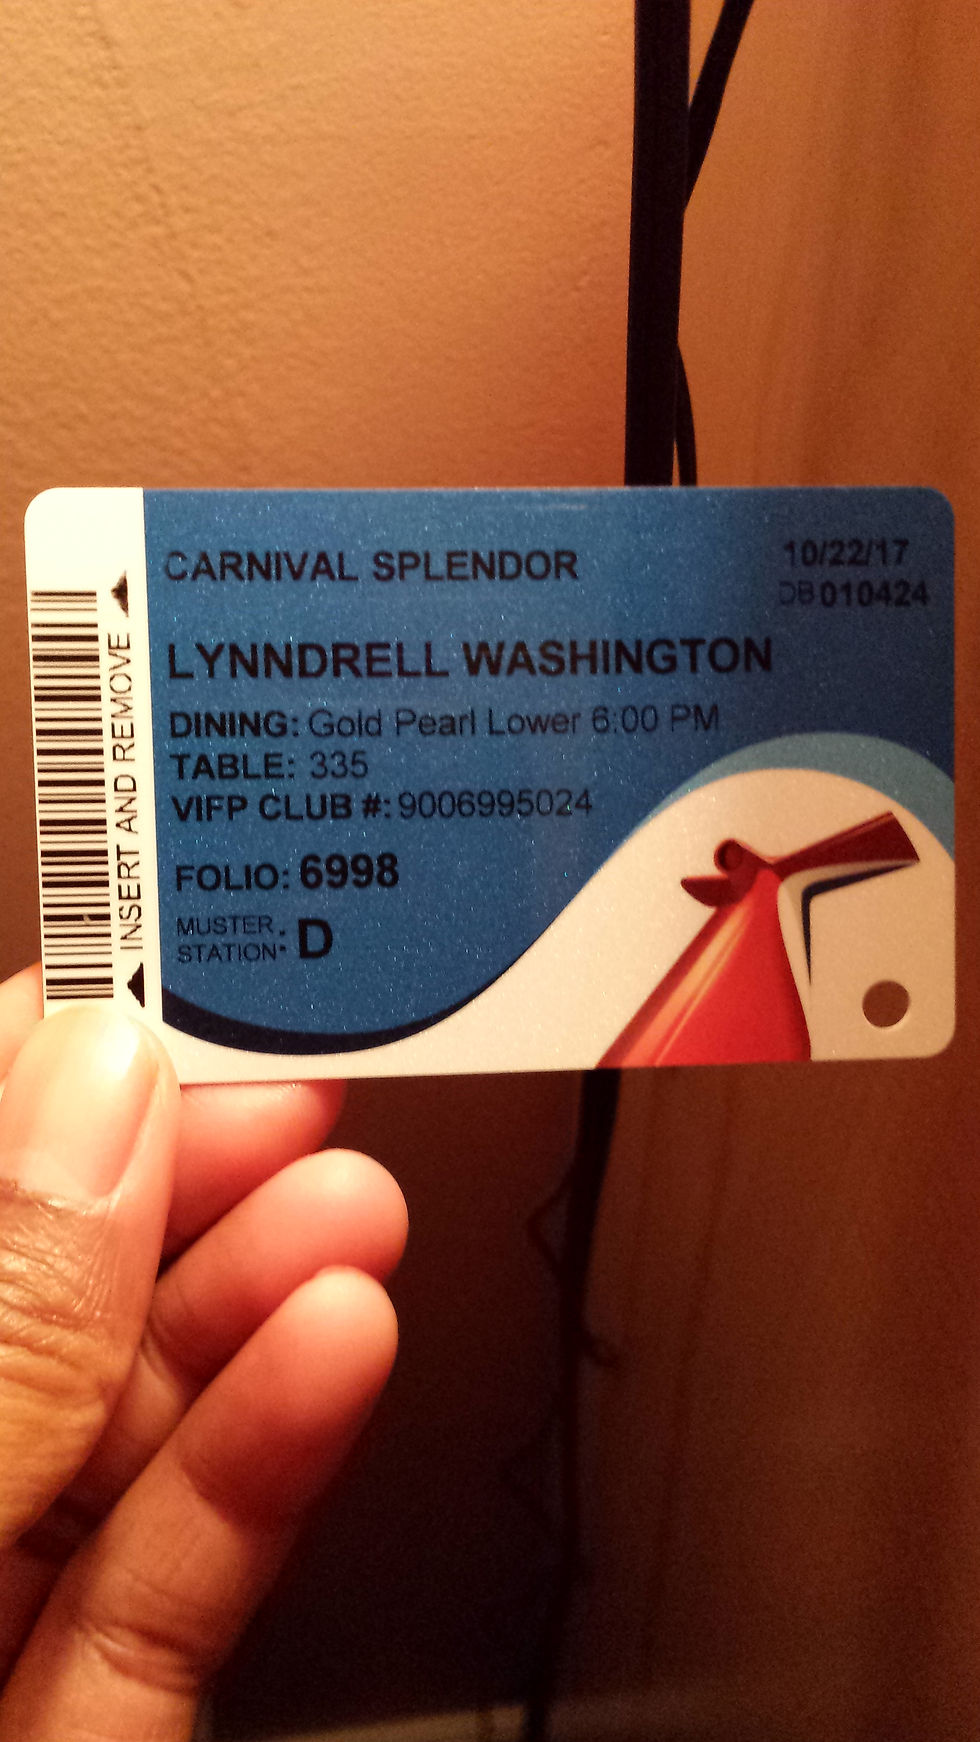 CARNIVAL SPLENDOR
10/22/17
DB 010424
LYNNDRELL WASHINGTON
DINING: Gold Pearl Lower 6:00 PM
TABLE: 335
VIFP CLUB #: 9006995024
FOLIO: 6998
MUSTER
STATION: D
INSERT AND REMOVE